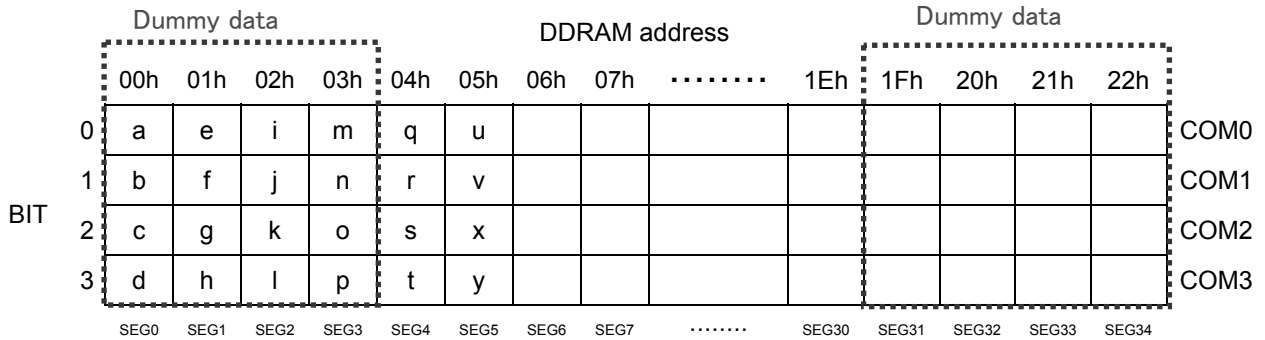 Dummy data DDRAM address Dummy data
00h 01h 02h 03h 04h 05h 06h 07h ········ 1Eh 1Fh 20h 21h 22h
0 a e i m q u COM0
1 b f j n r v COM1
BIT
2 c g k o s x COM2
3 d h l p t y COM3
SEG0 SEG1 SEG2 SEG3 SEG4 SEG5 SEG6 SEG7 ········ SEG30 SEG31 SEG32 SEG33 SEG34